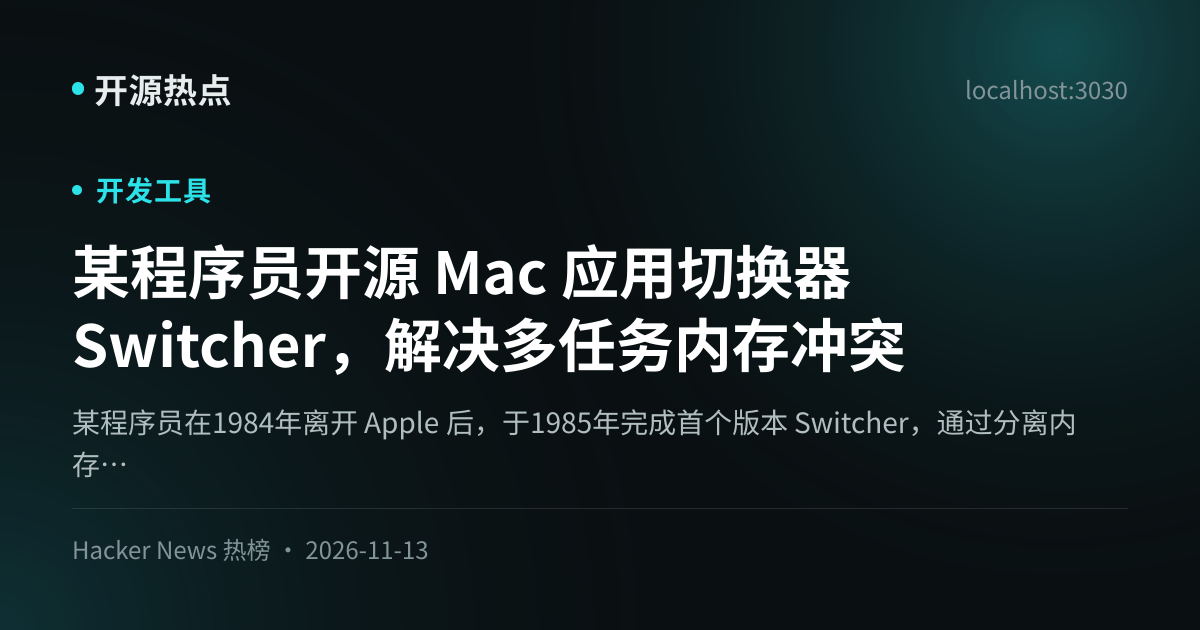 开源热点
localhost:3030
开发工具
某程序员开源 Mac 应用切换器
Switcher，解决多任务内存冲突
某程序员在1984年离开 Apple 后，于1985年完成首个版本 Switcher，通过分离内
存…
Hacker News 热榜 • 2026-11-13